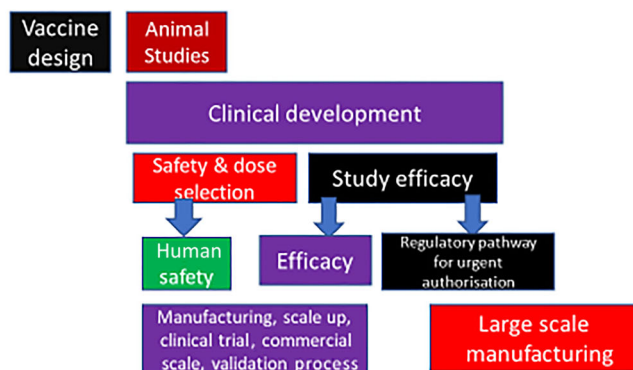 Vaccine
design
Animal
Studies
Clinical development
Safety & dose
selection
Study efficacy
Human
safety
Efficacy
Regulatory pathway
for urgent
authorisation
Manufacturing, scale up,
clinical trial, commercial
scale, validation process
Large scale
manufacturing